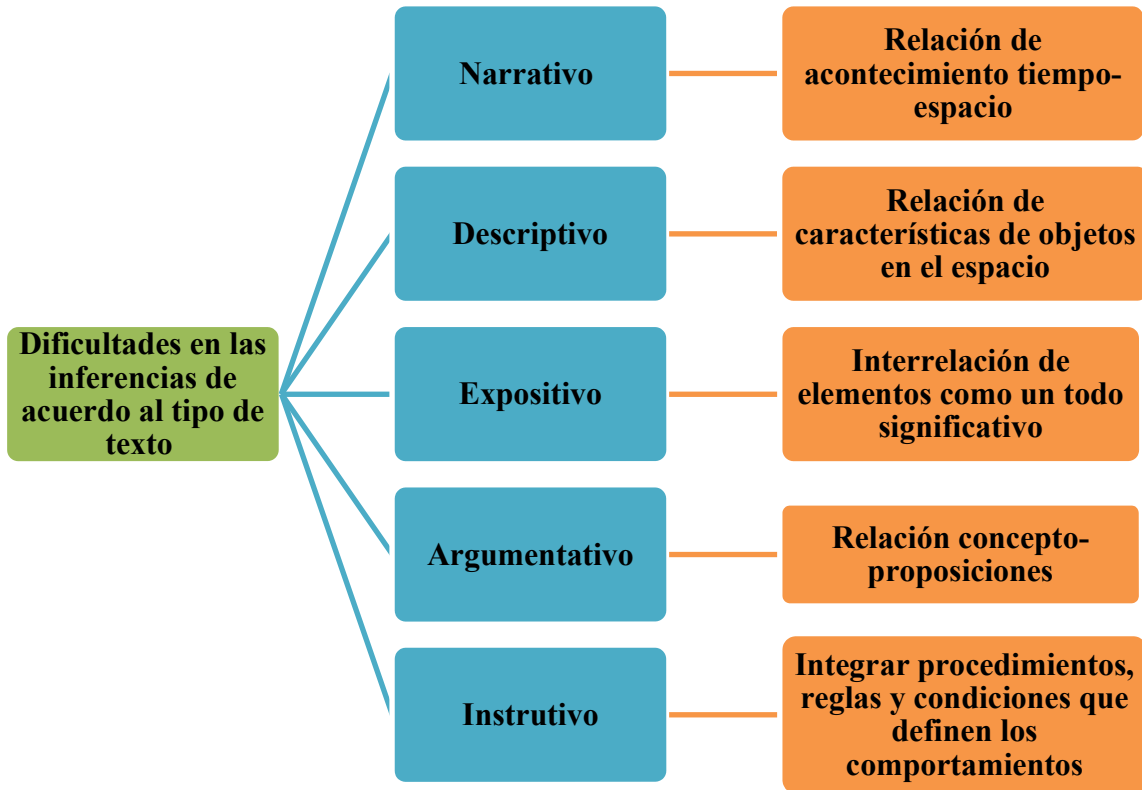 Dificultades en las
inferencias de
acuerdo al tipo de
texto
Narrativo
Relación de
acontecimiento tiempo-
espacio
Descriptivo
Relación de
características de objetos
en el espacio
Expositivo
Interrelación de
elementos como un todo
significativo
Argumentativo
Relación concepto-
proposiciones
Instrutivo
Integrar procedimientos,
reglas y condiciones que
definen los
comportamientos